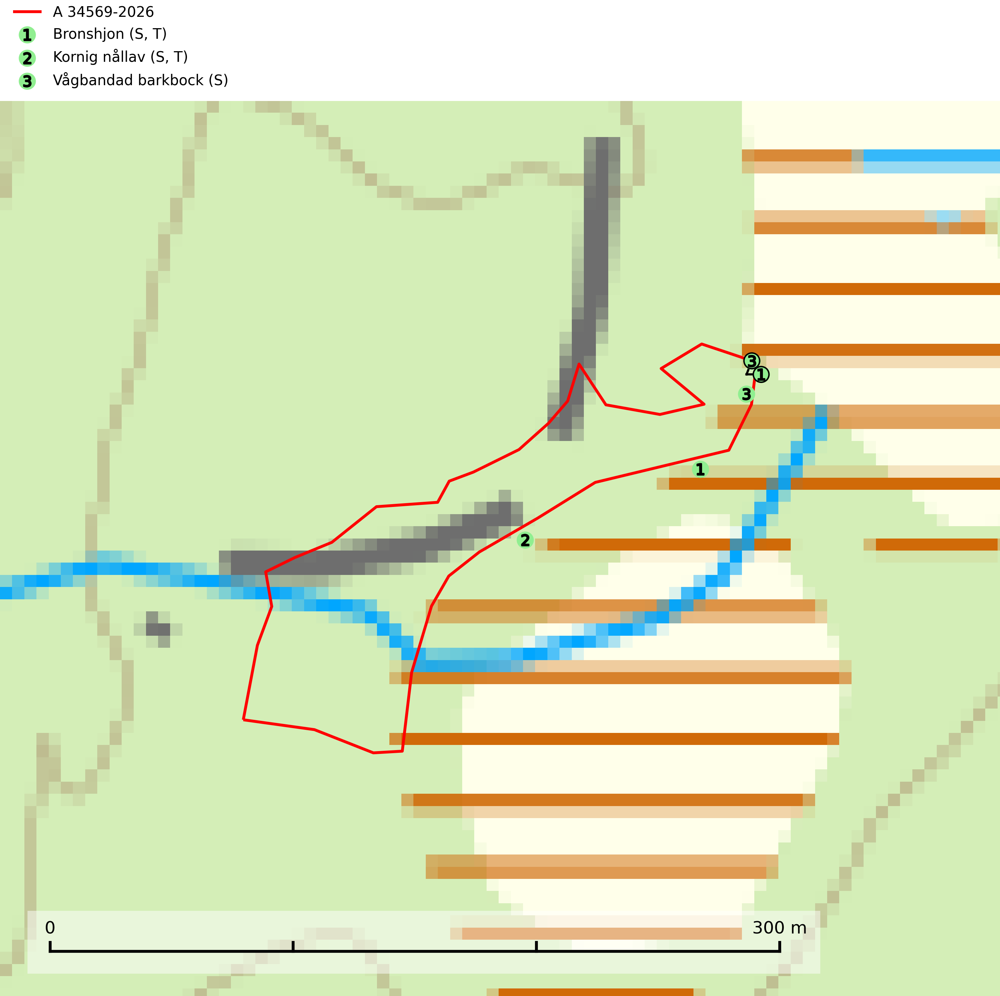 A 34569-2026
1 Bronshjon (S, T)
2 Kornig nållav (S, T)
3 Vågbandad barkbock (S)
3
1
3
1
2
0 300 m